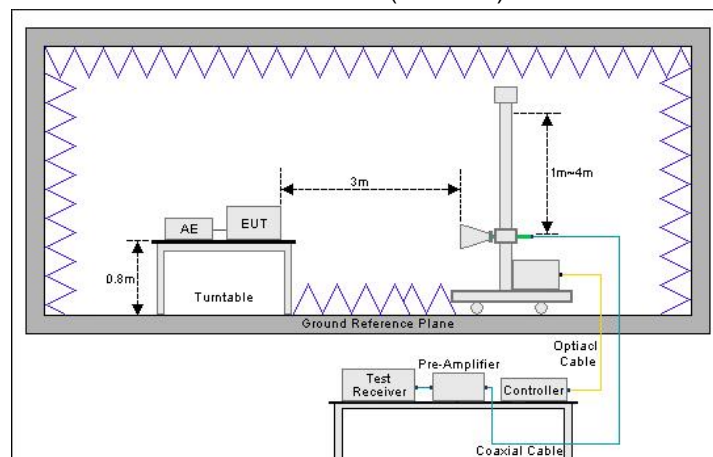 3m
1m~4m
AE
EUT
0.8m
Turntable
Ground Reference Plane
Optiacl
Cable
Pre-Amplifier
Test
Receiver
Controller
Coaxial Cable